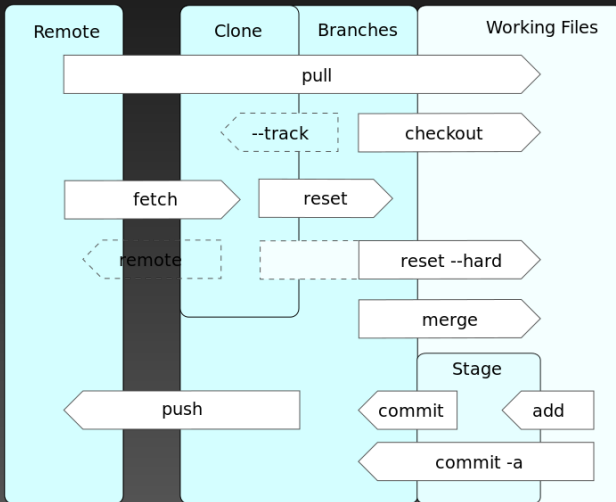 Remote
Clone
Branches
Working Files
pull
--track
checkout
fetch
reset
remote
reset --hard
merge
Stage
push
commit
add
commit -a